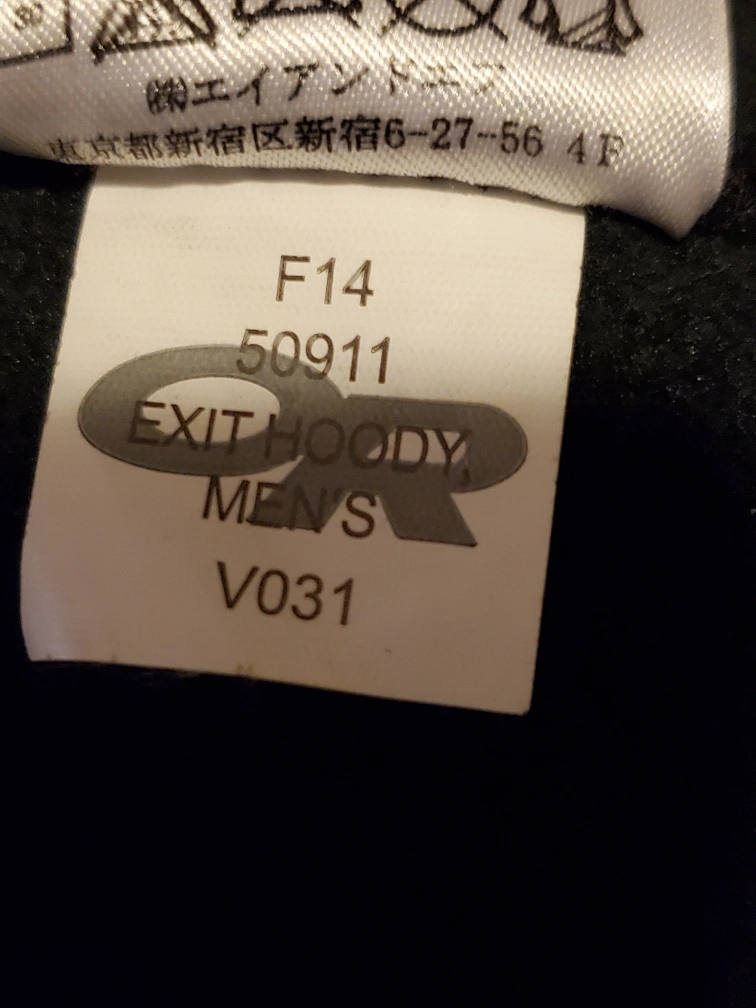 ㈱エイアンドエフ
東京都新宿区新宿6-27-56 4F
F14
50911
OR
EXIT HOODY,
MEN'S
V031